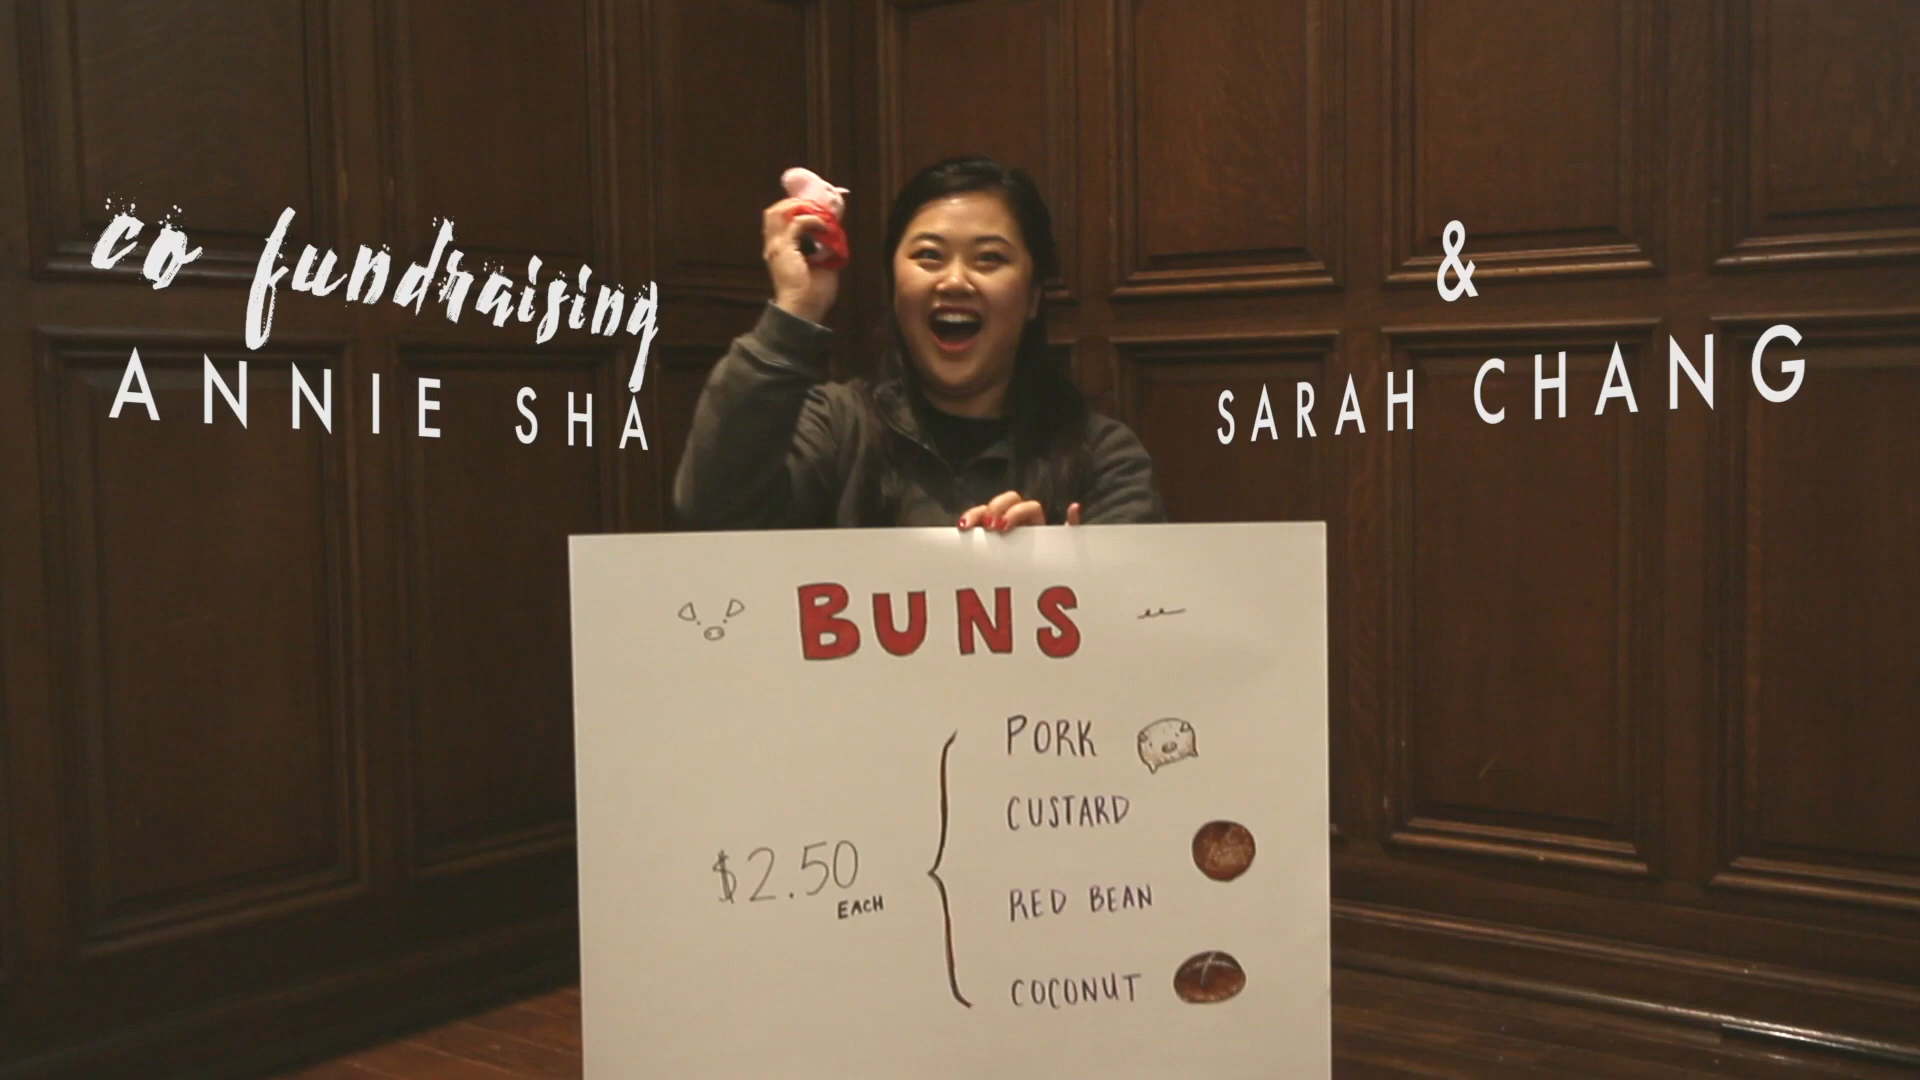 co fundraising
ANNIE SHA
&
SARAH CHANG
BUNS
PORK
CUSTARD
$2.50
EACH
RED BEAN
COCONUT